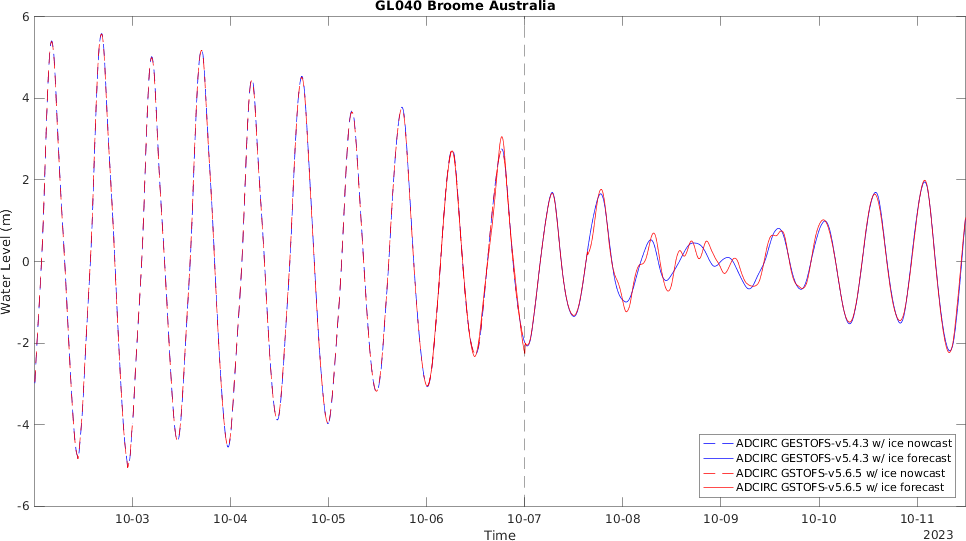 GL040 Broome Australia
6
4
2
0
-2
-4
-6
Water Level (m)
ADCIRC GESTOFS-v5.4.3 w/ ice nowcast
ADCIRC GESTOFS-v5.4.3 w/ ice forecast
ADCIRC GSTOFS-v5.6.5 w/ ice nowcast
ADCIRC GSTOFS-v5.6.5 w/ ice forecast
10-03 10-04 10-05 10-06 10-07 10-08 10-09 10-10 10-11
Time
2023